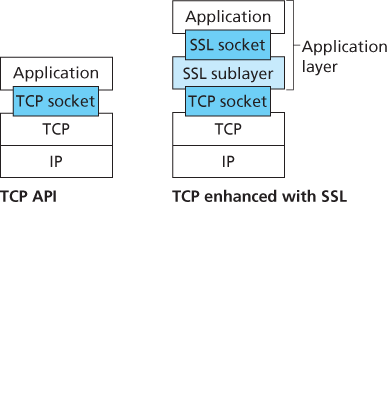 Application
TCP socket
TCP
IP
TCP API
Application
SSL socket
SSL sublayer
TCP socket
TCP
IP
TCP enhanced with SSL
Application
layer